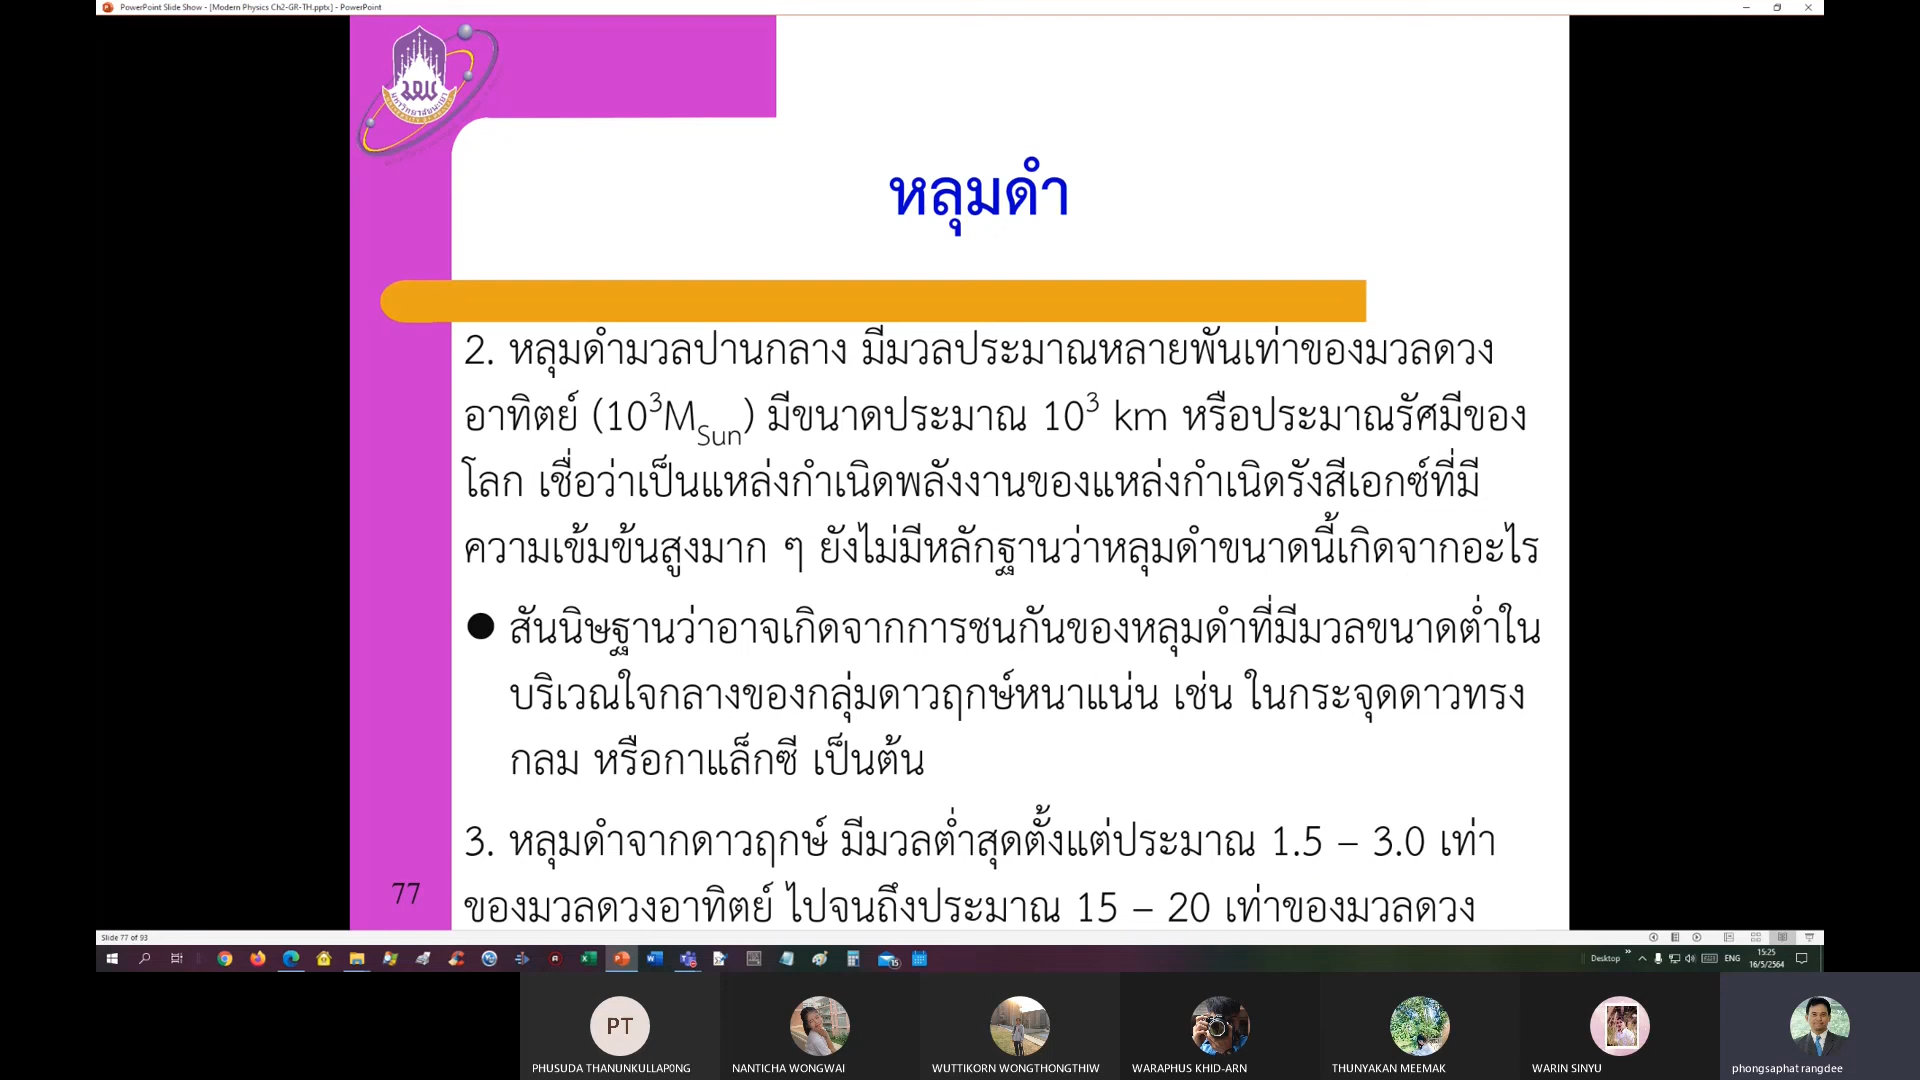 PowerPoint Slide Show - [Modern Physics Ch2-GR-TH.pptx] - PowerPoint
มหาวิทยาลัยพะเยา
หลุมดำ
2. หลุมดำมวลปานกลาง มีมวลประมาณหลายพันเท่าของมวลดวง
อาทิตย์ (10³M_Sun) มีขนาดประมาณ 10³ km หรือประมาณรัศมีของ
โลก เชื่อว่าเป็นแหล่งกำเนิดพลังงานของแหล่งกำเนิดรังสีเอกซ์ที่มี
ความเข้มข้นสูงมาก ๆ ยังไม่มีหลักฐานว่าหลุมดำขนาดนี้เกิดจากอะไร
● สันนิษฐานว่าอาจเกิดจากการชนกันของหลุมดำที่มีมวลขนาดต่ำใน
บริเวณใจกลางของกลุ่มดาวฤกษ์หนาแน่น เช่น ในกระจุดดาวทรง
กลม หรือกาแล็กซี เป็นต้น
3. หลุมดำจากดาวฤกษ์ มีมวลต่ำสุดตั้งแต่ประมาณ 1.5 – 3.0 เท่า
ของมวลดวงอาทิตย์ ไปจนถึงประมาณ 15 – 20 เท่าของมวลดวง
77
Slide 77 of 93
Desktop
ENG
15:25
16/5/2564
15
PT
PHUSUDA THANUNKULLAPONG
NANTICHA WONGWAI
WUTTIKORN WONGTHONGTHIW
WARAPHUS KHID-ARN
THUNYAKAN MEEMAK
WARIN SINYU
phongsaphat rangdee